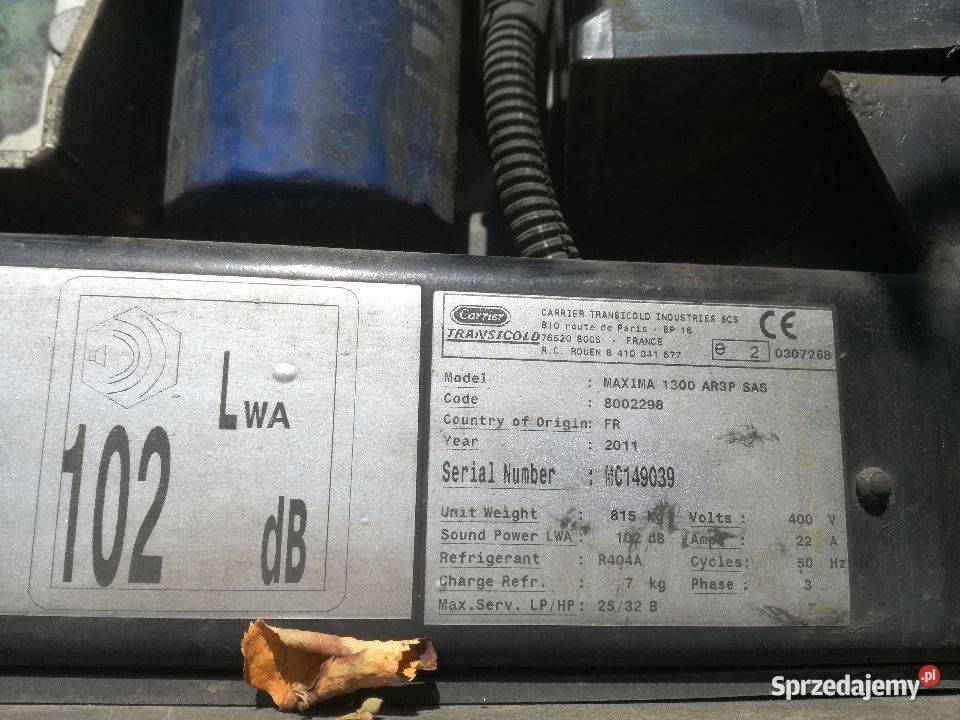 LWA
102
dB
Carrier
TRANSICOLD
CARRIER TRANSICOLD INDUSTRIES SCS
810 route de Paris - BP 16
76520 BOOS - FRANCE
R.C. ROUEN B 410 041 677
CE
e 2 0307268
Model : MAXIMA 1300 AR3P SAS
Code : 8002298
Country of Origin: FR
Year : 2011
Serial Number : MC149039
Unit Weight : 815 kg Volts : 400 V
Sound Power LWA : 102 dB Amp. : 22 A
Refrigerant : R404A Cycles: 50 Hz
Charge Refr. : 7 kg Phase : 3
Max.Serv. LP/HP : 25/32 B
Sprzedajemy.pl